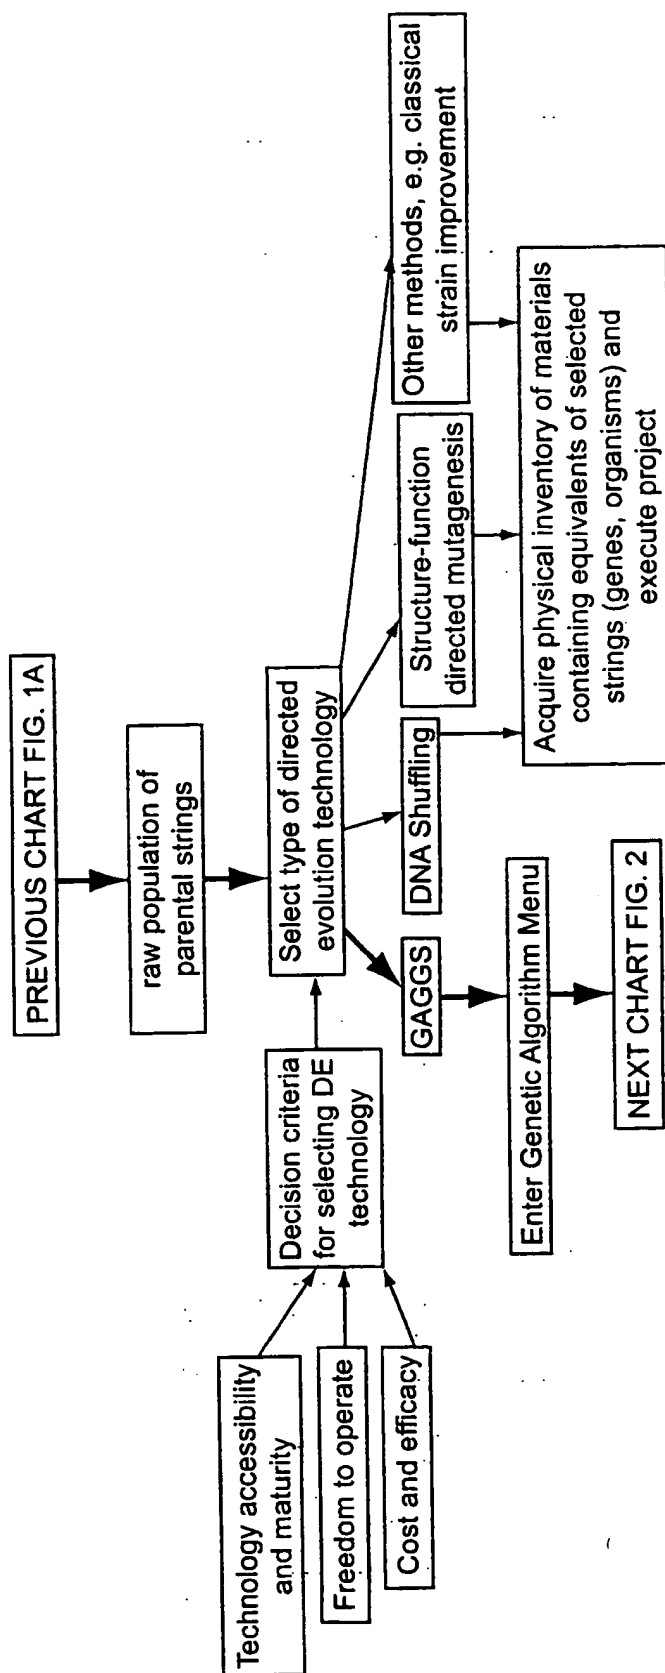 PREVIOUS CHART FIG. 1A
raw population of
parental strings
Technology accessibility
and maturity
Freedom to operate
Cost and efficacy
Decision criteria
for selecting DE
technology
Select type of directed
evolution technology
GAGGS
DNA Shuffling
Structure-function
directed mutagenesis
Other methods, e.g. classical
strain improvement
Enter Genetic Algorithm Menu
NEXT CHART FIG. 2
Acquire physical inventory of materials
containing equivalents of selected
strings (genes, organisms) and
execute project